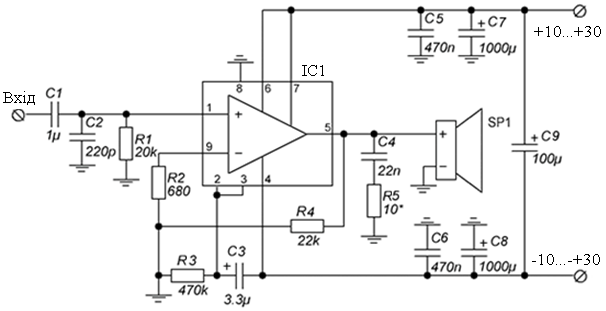 C5
470n
C7
1000µ
+10...+30
IC1
8
6
7
Вхід
C1
1µ
C2
220p
R1
20k
1
+
9
−
5
2
3
4
R2
680
C4
22n
R5
10*
SP1
+
−
+
C9
100µ
R4
22k
R3
470k
+
C3
3.3µ
C6
470n
+
C8
1000µ
-10...-+30